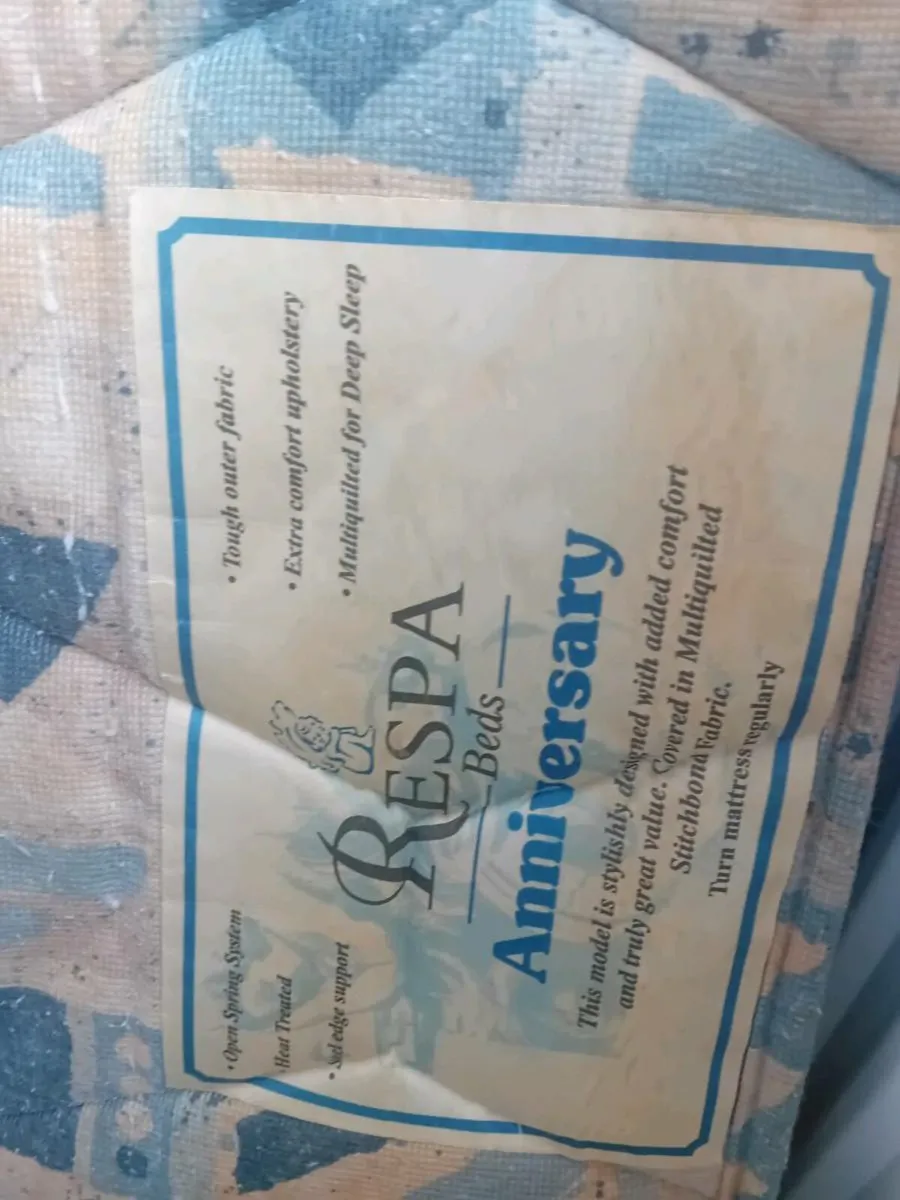 • Open Spring System
• Heat Treated
• Steel edge support
• Tough outer fabric
• Extra comfort upholstery
• Multiquilted for Deep Sleep
RESPA
Beds
Anniversary
This model is stylishly designed with added comfort
and truly great value. Covered in Multiquilted
Stitchbond Fabric.
Turn mattress regularly